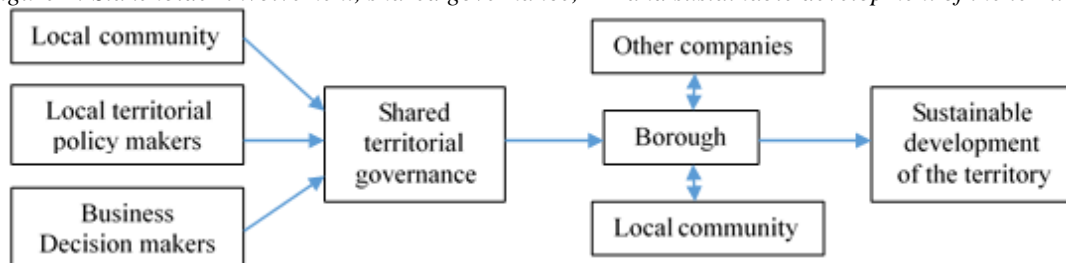 Local community
Local territorial
policy makers
Business
Decision makers
Shared
territorial
governance
Other companies
Borough
Local community
Sustainable
development
of the territory